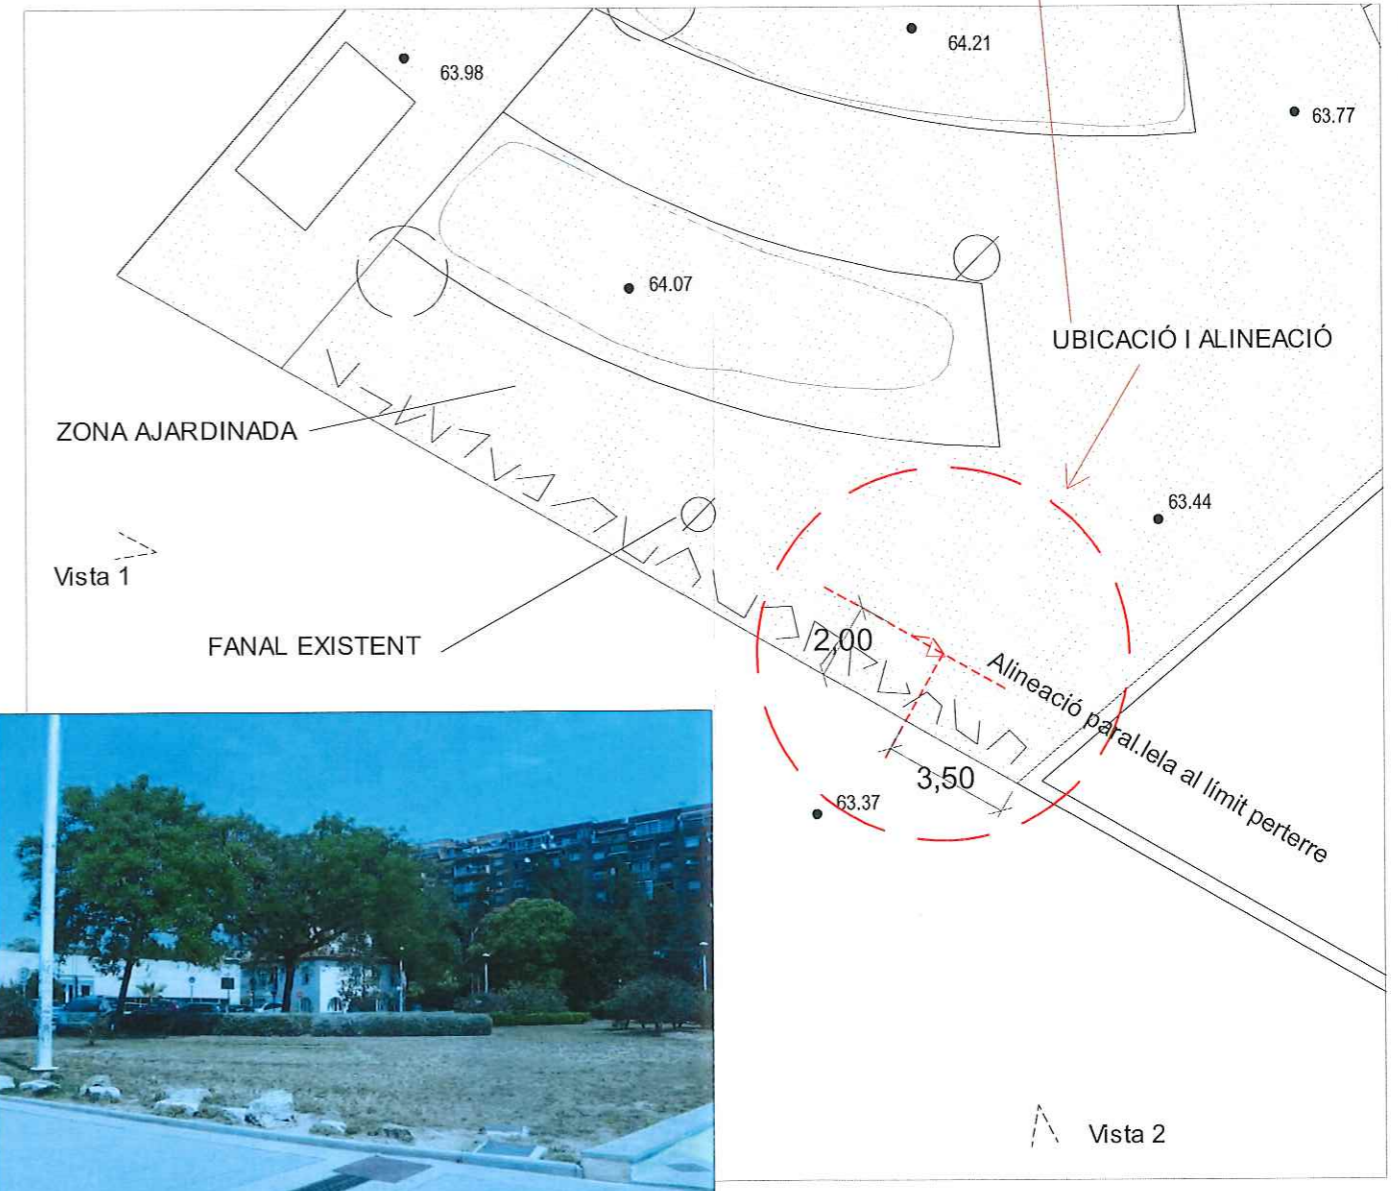 64.21
63.98
63.77
64.07
UBICACIÓ I ALINEACIÓ
ZONA AJARDINADA
63.44
Vista 1
FANAL EXISTENT
2,00
Alineació paral.lela al límit perterre
3,50
63.37
Vista 2